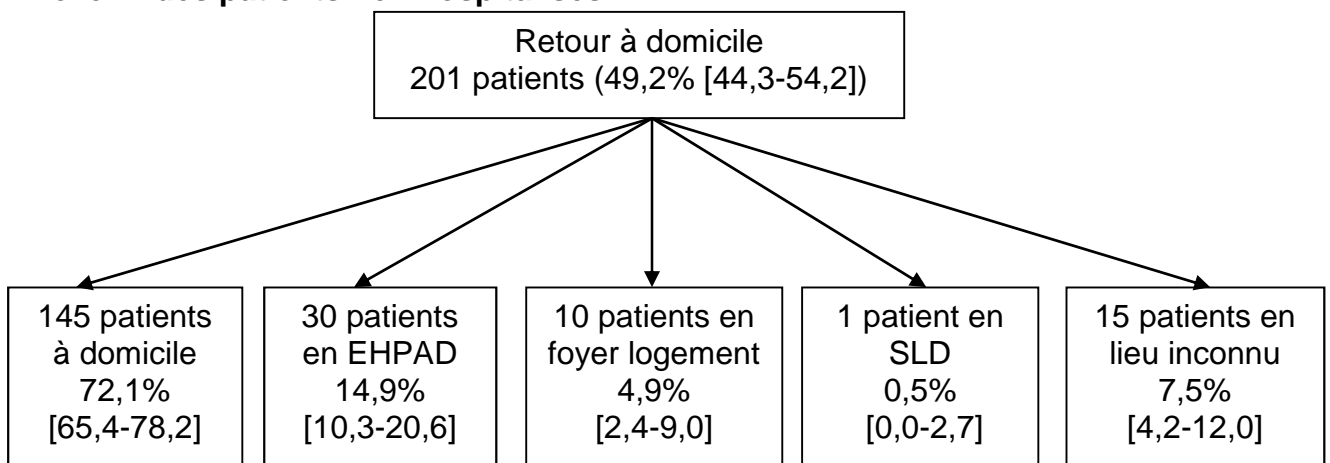 Retour à domicile
201 patients (49,2% [44,3-54,2])
145 patients
à domicile
72,1%
[65,4-78,2]
30 patients
en EHPAD
14,9%
[10,3-20,6]
10 patients en
foyer logement
4,9%
[2,4-9,0]
1 patient en
SLD
0,5%
[0,0-2,7]
15 patients en
lieu inconnu
7,5%
[4,2-12,0]